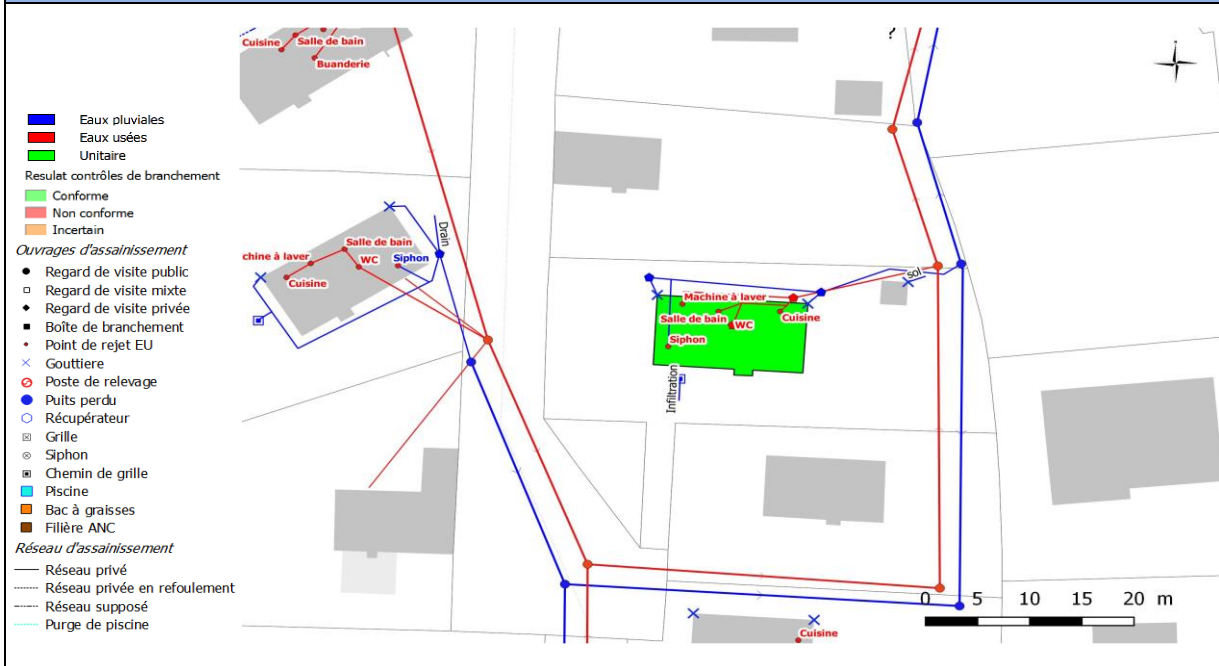 Eaux pluviales
Eaux usées
Unitaire
Resulat contrôles de branchement
Conforme
Non conforme
Incertain
Ouvrages d'assainissement
Regard de visite public
Regard de visite mixte
Regard de visite privée
Boîte de branchement
Point de rejet EU
Gouttiere
Poste de relevage
Puits perdu
Récupérateur
Grille
Siphon
Chemin de grille
Piscine
Bac à graisses
Filière ANC
Réseau d'assainissement
Réseau privé
Réseau privée en refoulement
Réseau supposé
Purge de piscine
Cuisine
Salle de bain
Buanderie
?
Drain
Salle de bain
chine à laver
WC
Siphon
Cuisine
sol
Machine à laver
Salle de bain
WC
Cuisine
Siphon
Infiltration
0 5 10 15 20 m
Cuisine